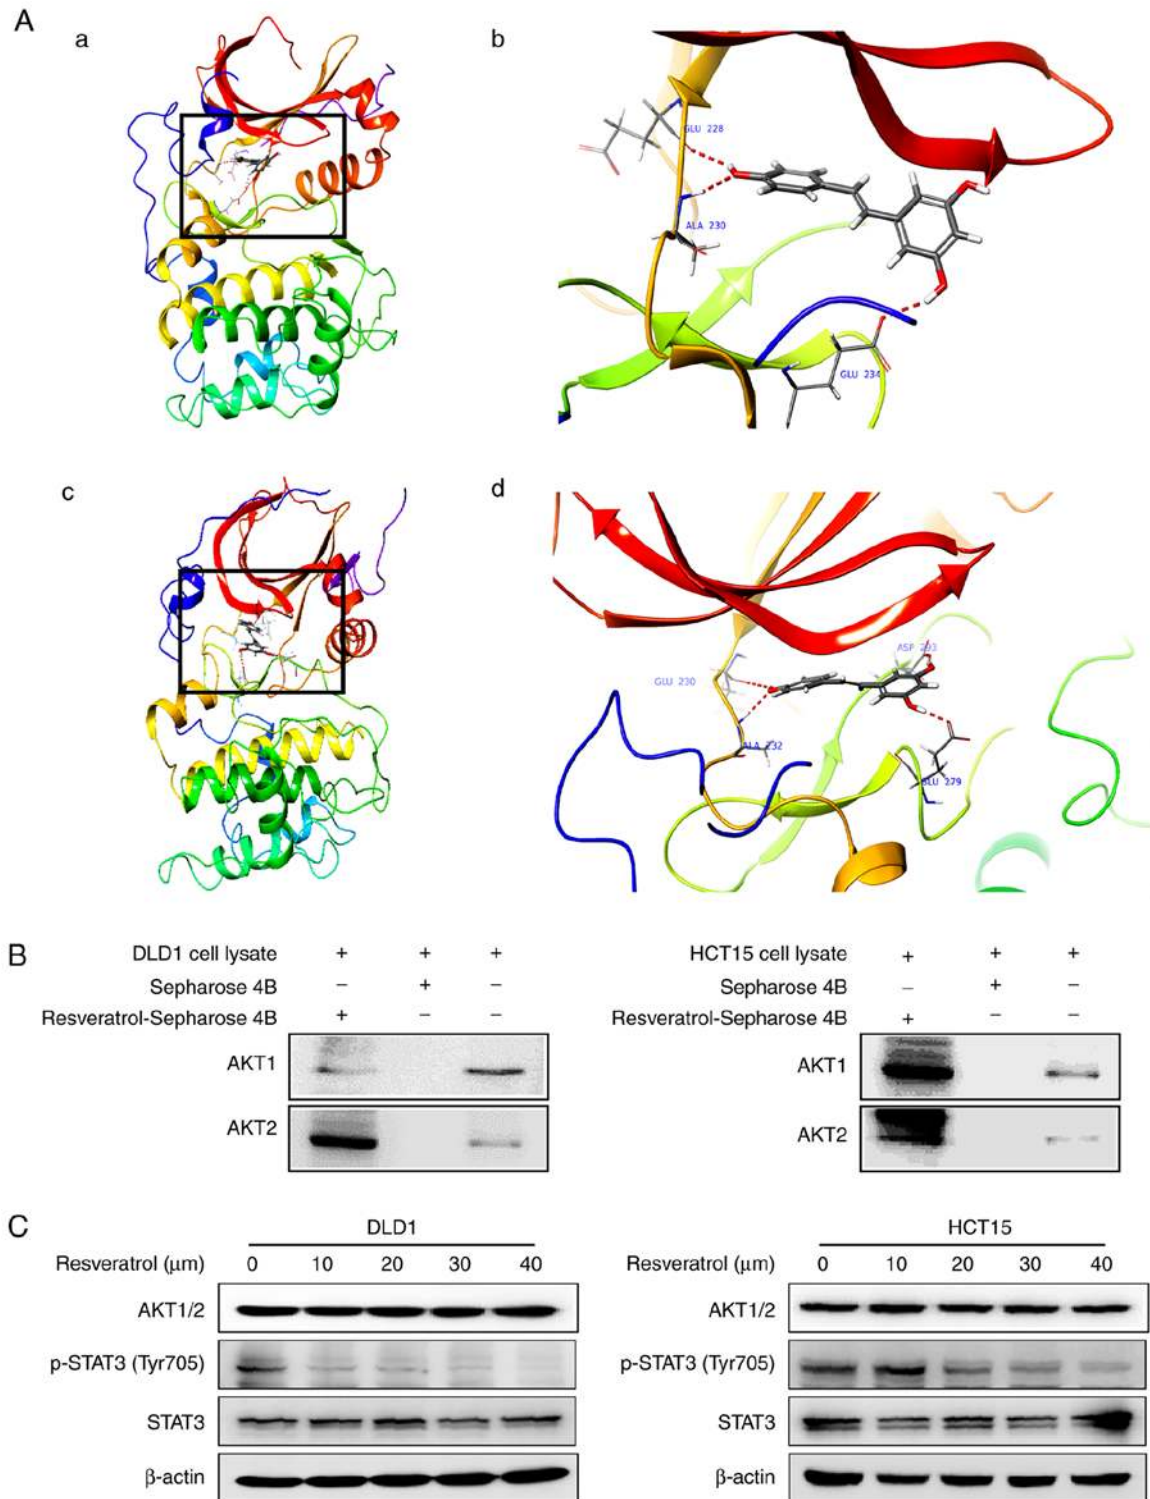 A
a
b
GLU 228
ALA 230
GLU 234
c
d
ASP 293
GLU 230
ALA 232
GLU 279
B
DLD1 cell lysate + + +
Sepharose 4B – + –
Resveratrol-Sepharose 4B + – –
AKT1
AKT2
HCT15 cell lysate + + +
Sepharose 4B – + –
Resveratrol-Sepharose 4B + – –
AKT1
AKT2
C
DLD1
Resveratrol (μm) 0 10 20 30 40
AKT1/2
p-STAT3 (Tyr705)
STAT3
β-actin
HCT15
Resveratrol (μm) 0 10 20 30 40
AKT1/2
p-STAT3 (Tyr705)
STAT3
β-actin